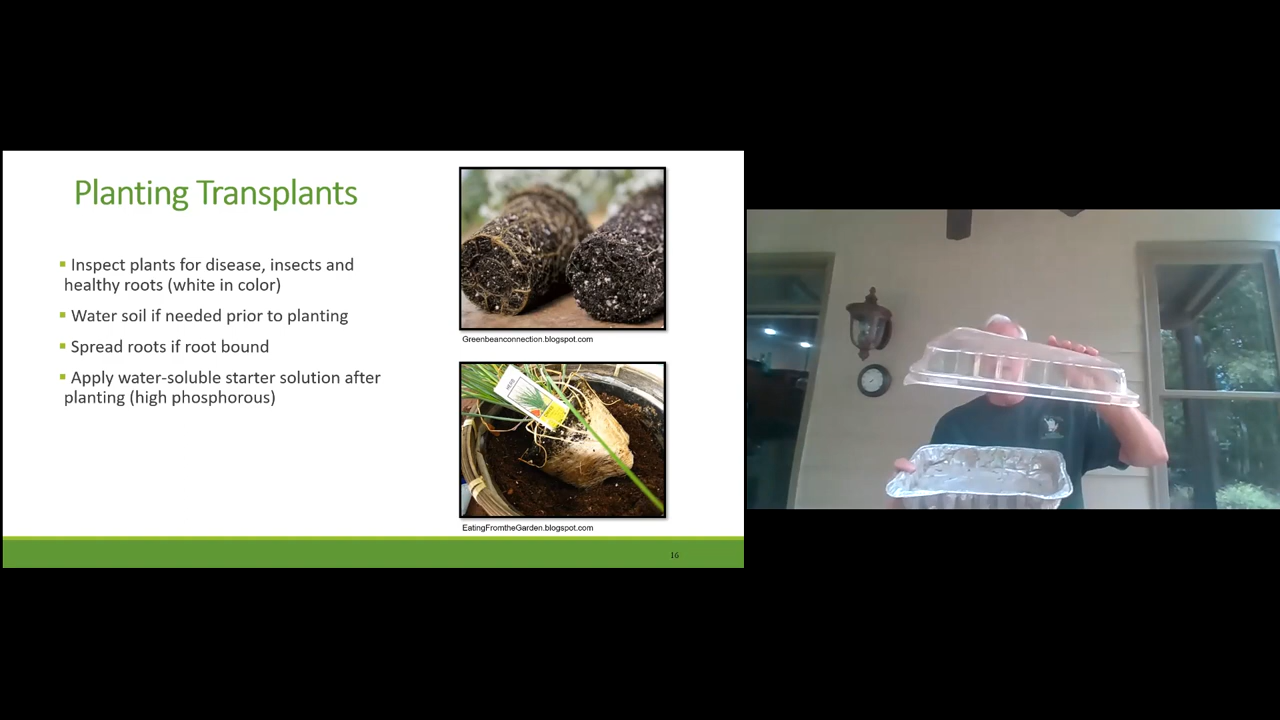 Planting Transplants
Inspect plants for disease, insects and
healthy roots (white in color)
Water soil if needed prior to planting
Spread roots if root bound
Apply water-soluble starter solution after
planting (high phosphorous)
Greenbeanconnection.blogspot.com
HERB
EatingFromtheGarden.blogspot.com
16